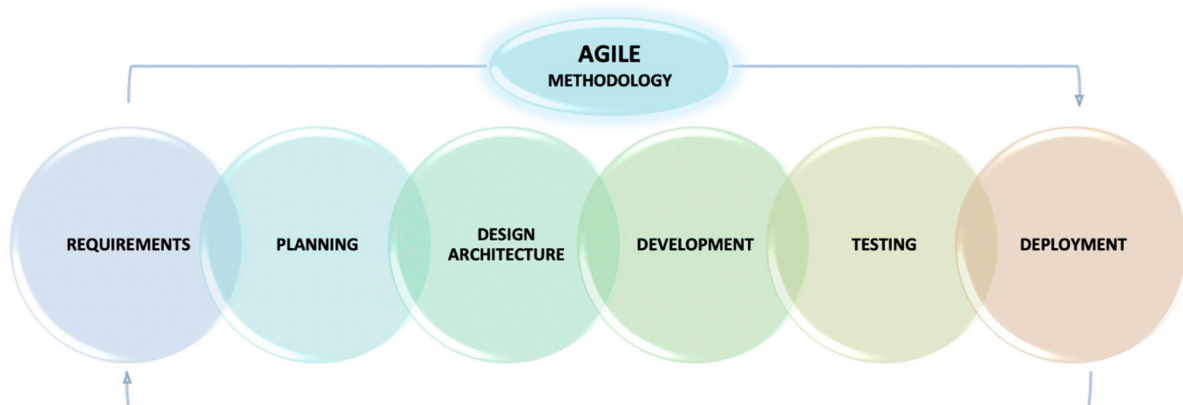 AGILE
METHODOLOGY
REQUIREMENTS
PLANNING
DESIGN
ARCHITECTURE
DEVELOPMENT
TESTING
DEPLOYMENT